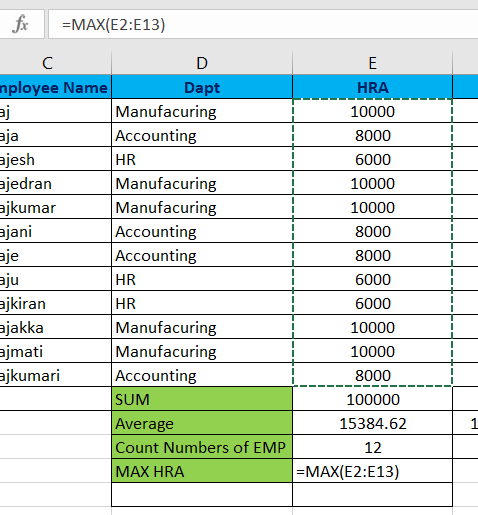 fx =MAX(E2:E13)
C D E
mployee Name Dapt HRA
aj Manufacuring 10000
aja Accounting 8000
ajesh HR 6000
ajedran Manufacuring 10000
ajkumar Manufacuring 10000
ajani Accounting 8000
aje Accounting 8000
aju HR 6000
ajkiran HR 6000
ajakka Manufacuring 10000
ajmati Manufacuring 10000
ajkumari Accounting 8000
SUM 100000
Average 15384.62 1
Count Numbers of EMP 12
MAX HRA =MAX(E2:E13)